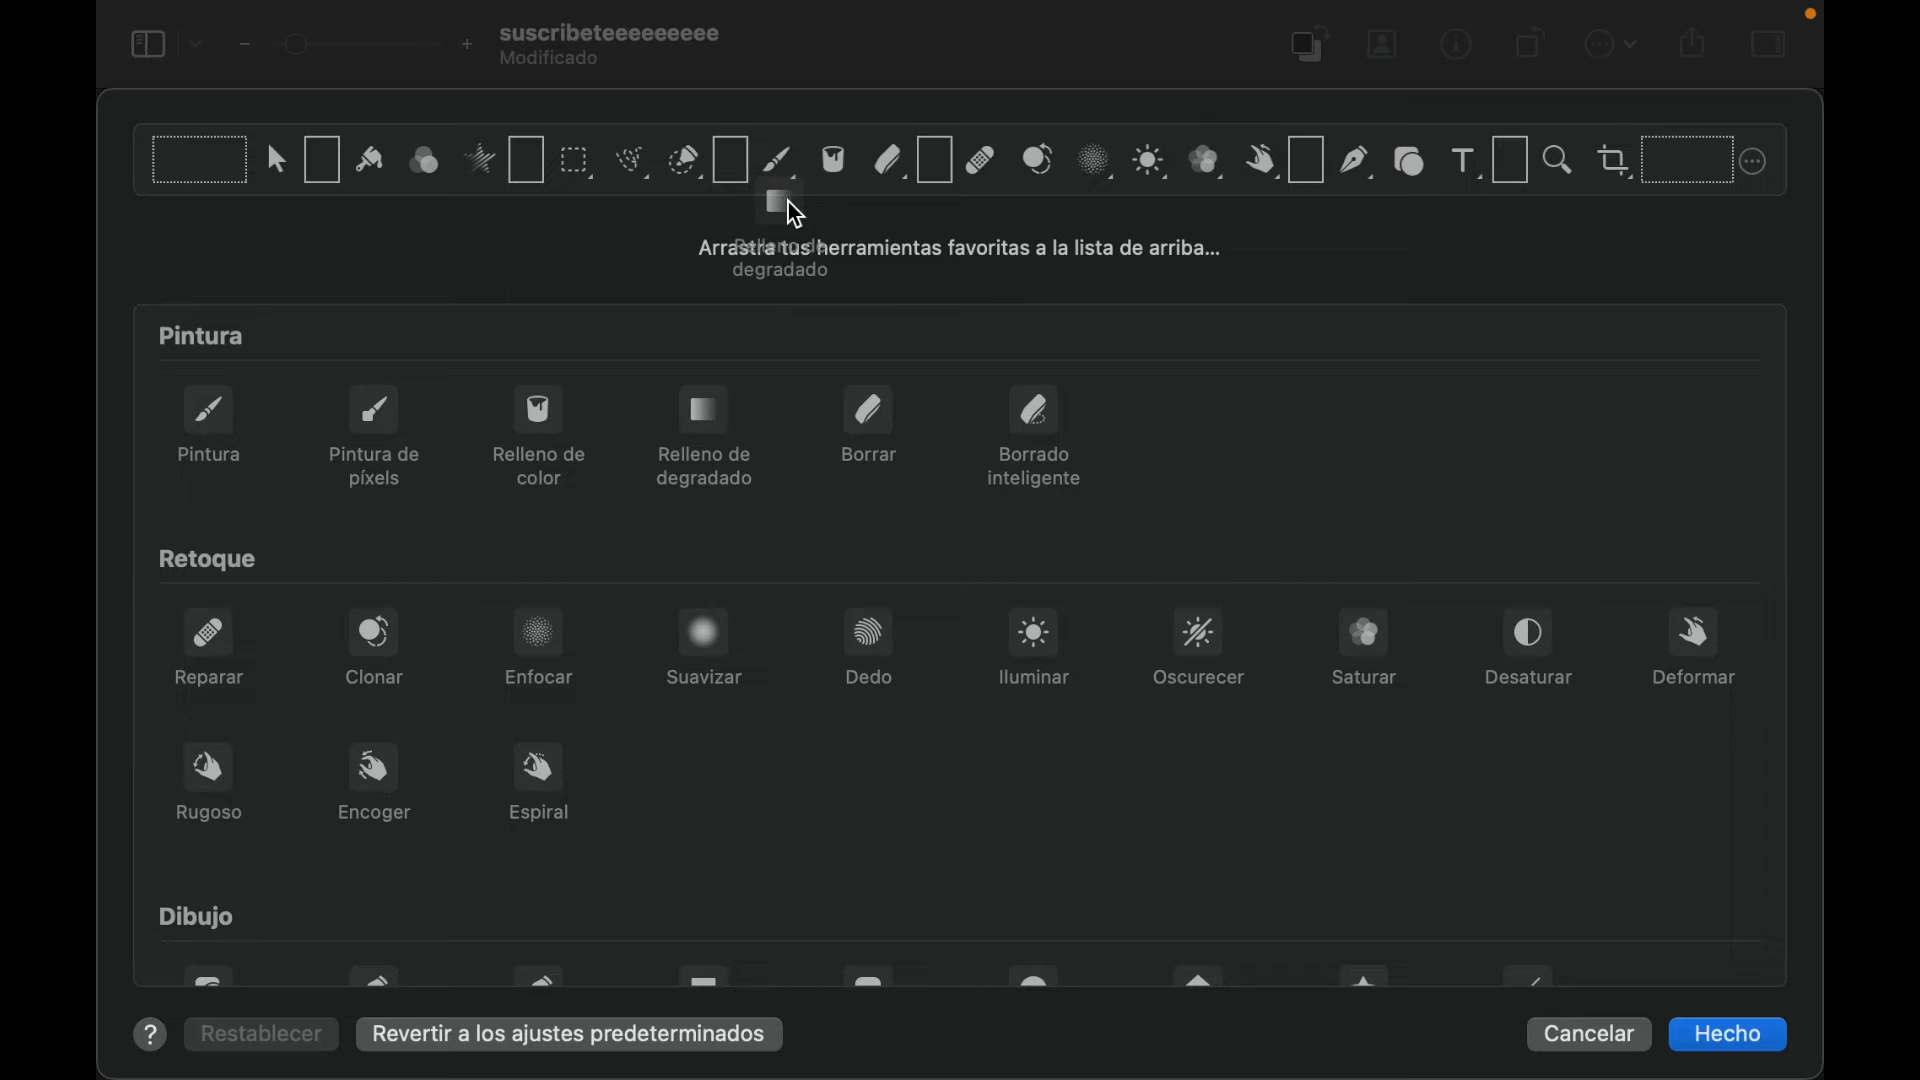 suscribeteeeeeeeee
Modificado
T
Arrastra tus herramientas favoritas a la lista de arriba...
Relleno de
degradado
Pintura
Pintura
Pintura de
píxels
Relleno de
color
Relleno de
degradado
Borrar
Borrado
inteligente
Retoque
Reparar
Clonar
Enfocar
Suavizar
Dedo
Iluminar
Oscurecer
Saturar
Desaturar
Deformar
Rugoso
Encoger
Espiral
Dibujo
?
Restablecer
Revertir a los ajustes predeterminados
Cancelar
Hecho